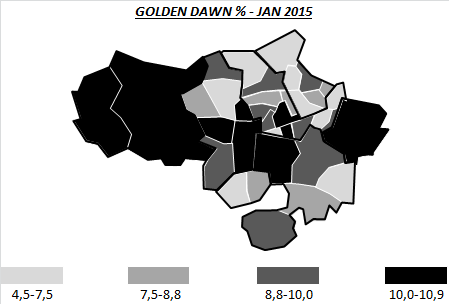 GOLDEN DAWN % - JAN 2015
4,5-7,5 7,5-8,8 8,8-10,0 10,0-10,9